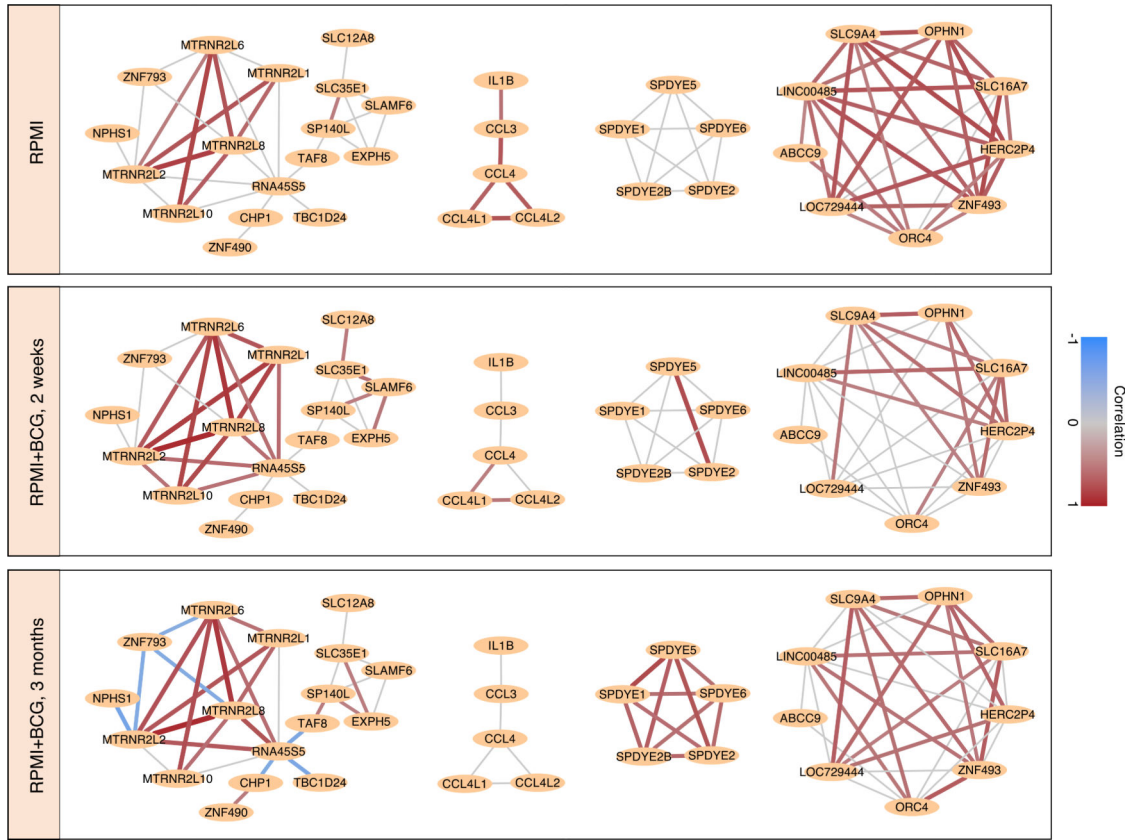 RPMI
SLC12A8
MTRNR2L6
MTRNR2L1
ZNF793
SLC35E1
SLAMF6
NPHS1
SP140L
MTRNR2L8
TAF8
EXPH5
MTRNR2L2
RNA45S5
MTRNR2L10
CHP1
TBC1D24
ZNF490
IL1B
CCL3
CCL4
CCL4L1
CCL4L2
SPDYE5
SPDYE1
SPDYE6
SPDYE2B
SPDYE2
SLC9A4
OPHN1
LINC00485
SLC16A7
ABCC9
HERC2P4
LOC729444
ZNF493
ORC4
RPMI+BCG, 2 weeks
SLC12A8
MTRNR2L6
MTRNR2L1
ZNF793
SLC35E1
SLAMF6
NPHS1
SP140L
MTRNR2L8
TAF8
EXPH5
MTRNR2L2
RNA45S5
MTRNR2L10
CHP1
TBC1D24
ZNF490
IL1B
CCL3
CCL4
CCL4L1
CCL4L2
SPDYE5
SPDYE1
SPDYE6
SPDYE2B
SPDYE2
SLC9A4
OPHN1
LINC00485
SLC16A7
ABCC9
HERC2P4
LOC729444
ZNF493
ORC4
-1
0
1
Correlation
RPMI+BCG, 3 months
SLC12A8
MTRNR2L6
MTRNR2L1
ZNF793
SLC35E1
SLAMF6
NPHS1
SP140L
MTRNR2L8
TAF8
EXPH5
MTRNR2L2
RNA45S5
MTRNR2L10
CHP1
TBC1D24
ZNF490
IL1B
CCL3
CCL4
CCL4L1
CCL4L2
SPDYE5
SPDYE1
SPDYE6
SPDYE2B
SPDYE2
SLC9A4
OPHN1
LINC00485
SLC16A7
ABCC9
HERC2P4
LOC729444
ZNF493
ORC4